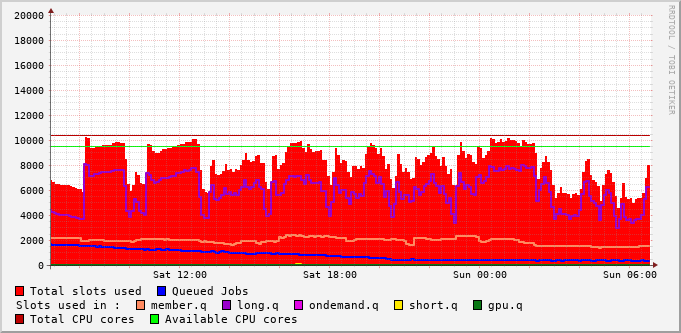 RRDTOOL / TOBI OETIKER
20000
18000
16000
14000
12000
10000
8000
6000
4000
2000
0
Sat 12:00 Sat 18:00 Sun 00:00 Sun 06:00
Total slots used Queued Jobs
Slots used in : member.q long.q ondemand.q short.q gpu.q
Total CPU cores Available CPU cores